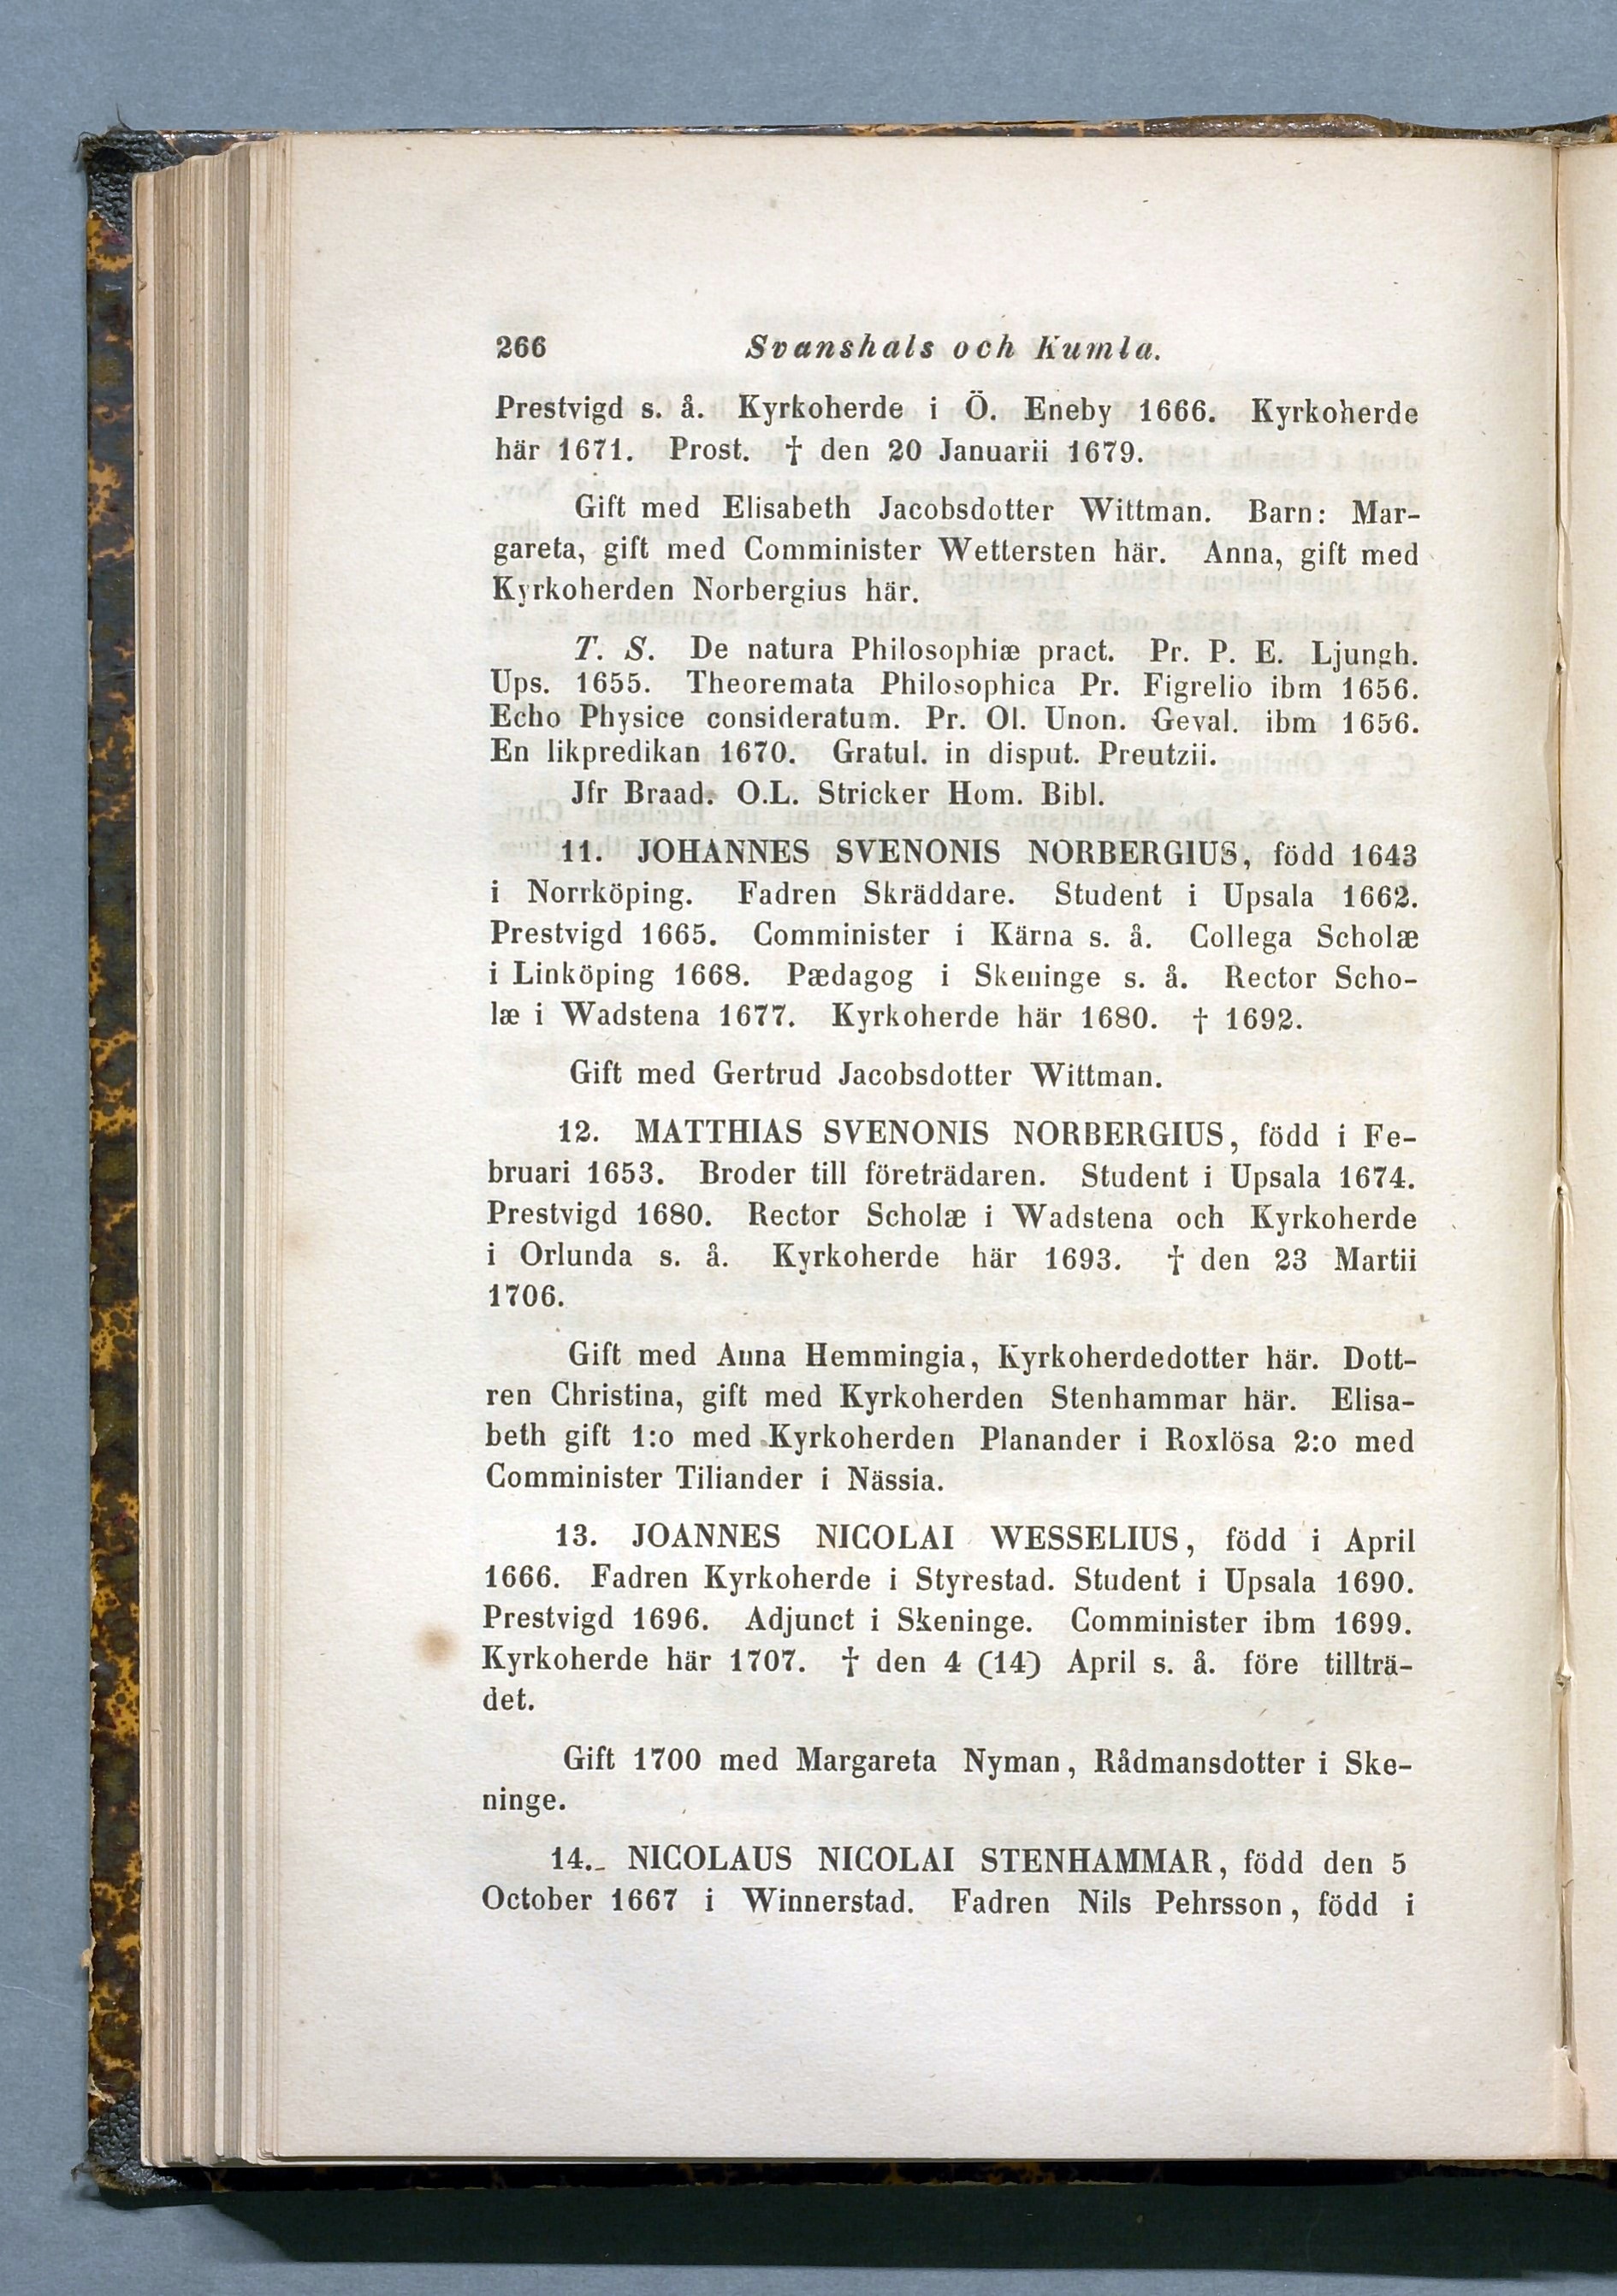 266 Svanshals och Kumla.
Prestvigd s. å. Kyrkoherde i Ö. Eneby 1666. Kyrkoherde
här 1671. Prost. † den 20 Januarii 1679.
Gift med Elisabeth Jacobsdotter Wittman. Barn: Mar-
gareta, gift med Comminister Wettersten här. Anna, gift med
Kyrkoherden Norbergius här.
T. S. De natura Philosophiæ pract. Pr. P. E. Ljungh.
Ups. 1655. Theoremata Philosophica Pr. Figrelio ibm 1656.
Echo Physice consideratum. Pr. Ol. Unon. Geval. ibm 1656.
En likpredikan 1670. Gratul. in disput. Preutzii.
Jfr Braad. O.L. Stricker Hom. Bibl.
11. JOHANNES SVENONIS NORBERGIUS, född 1643
i Norrköping. Fadren Skräddare. Student i Upsala 1662.
Prestvigd 1665. Comminister i Kärna s. å. Collega Scholæ
i Linköping 1668. Pædagog i Skeninge s. å. Rector Scho-
læ i Wadstena 1677. Kyrkoherde här 1680. † 1692.
Gift med Gertrud Jacobsdotter Wittman.
12. MATTHIAS SVENONIS NORBERGIUS, född i Fe-
bruari 1653. Broder till företrädaren. Student i Upsala 1674.
Prestvigd 1680. Rector Scholæ i Wadstena och Kyrkoherde
i Orlunda s. å. Kyrkoherde här 1693. † den 23 Martii
1706.
Gift med Anna Hemmingia, Kyrkoherdedotter här. Dott-
ren Christina, gift med Kyrkoherden Stenhammar här. Elisa-
beth gift 1:o med Kyrkoherden Planander i Roxlösa 2:o med
Comminister Tiliander i Nässia.
13. JOANNES NICOLAI WESSELIUS, född i April
1666. Fadren Kyrkoherde i Styrestad. Student i Upsala 1690.
Prestvigd 1696. Adjunct i Skeninge. Comminister ibm 1699.
Kyrkoherde här 1707. † den 4 (14) April s. å. före tillträ-
det.
Gift 1700 med Margareta Nyman, Rådmansdotter i Ske-
ninge.
14. NICOLAUS NICOLAI STENHAMMAR, född den 5
October 1667 i Winnerstad. Fadren Nils Pehrsson, född i